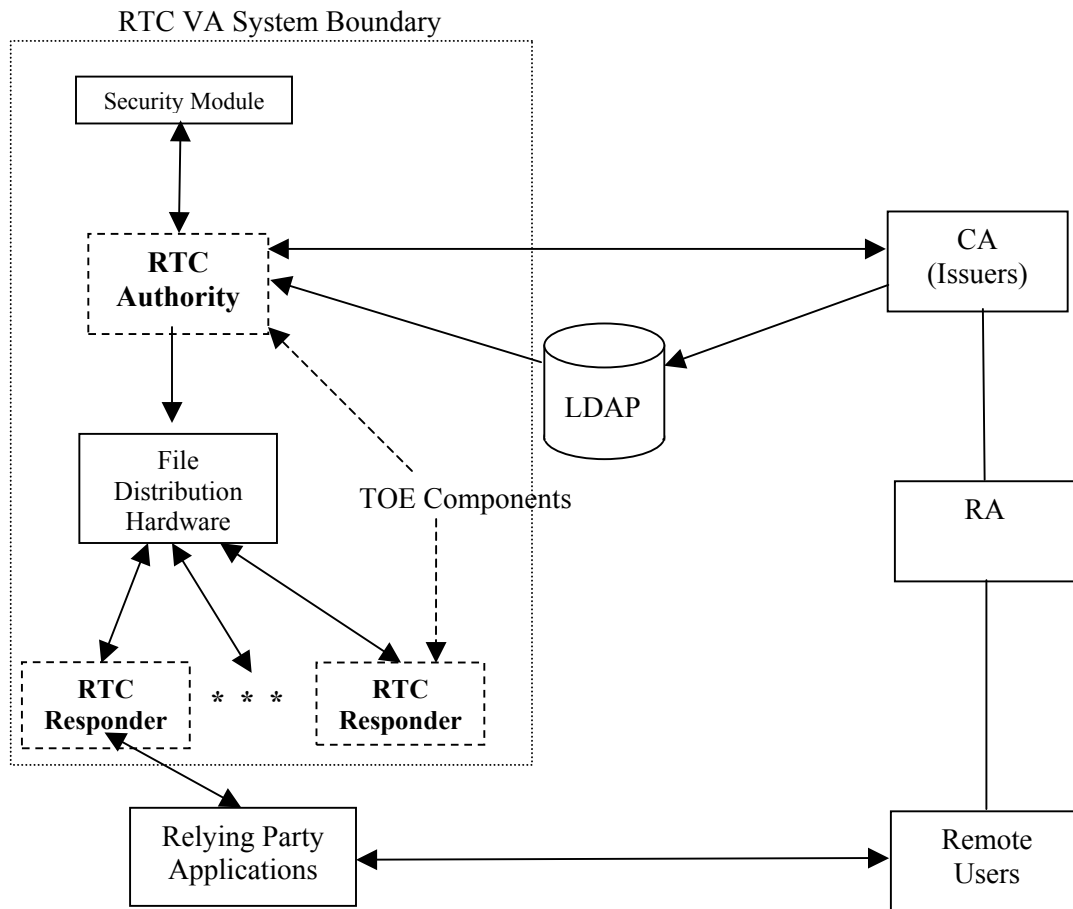 RTC VA System Boundary
Security Module
RTC
Authority
CA
(Issuers)
LDAP
File
Distribution
Hardware
TOE Components
RA
RTC
Responder
* * *
RTC
Responder
Relying Party
Applications
Remote
Users